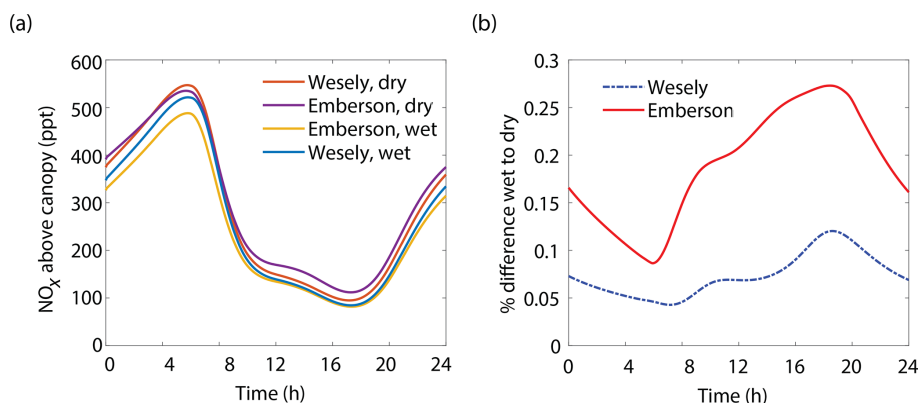 (a)
NOX above canopy (ppt)
600
500
400
300
200
100
0
0 4 8 12 16 20 24
Time (h)
Wesely, dry
Emberson, dry
Emberson, wet
Wesely, wet
(b)
% difference wet to dry
0.3
0.25
0.2
0.15
0.1
0.05
0
0 4 6 12 16 20 24
Time (h)
Wesely
Emberson